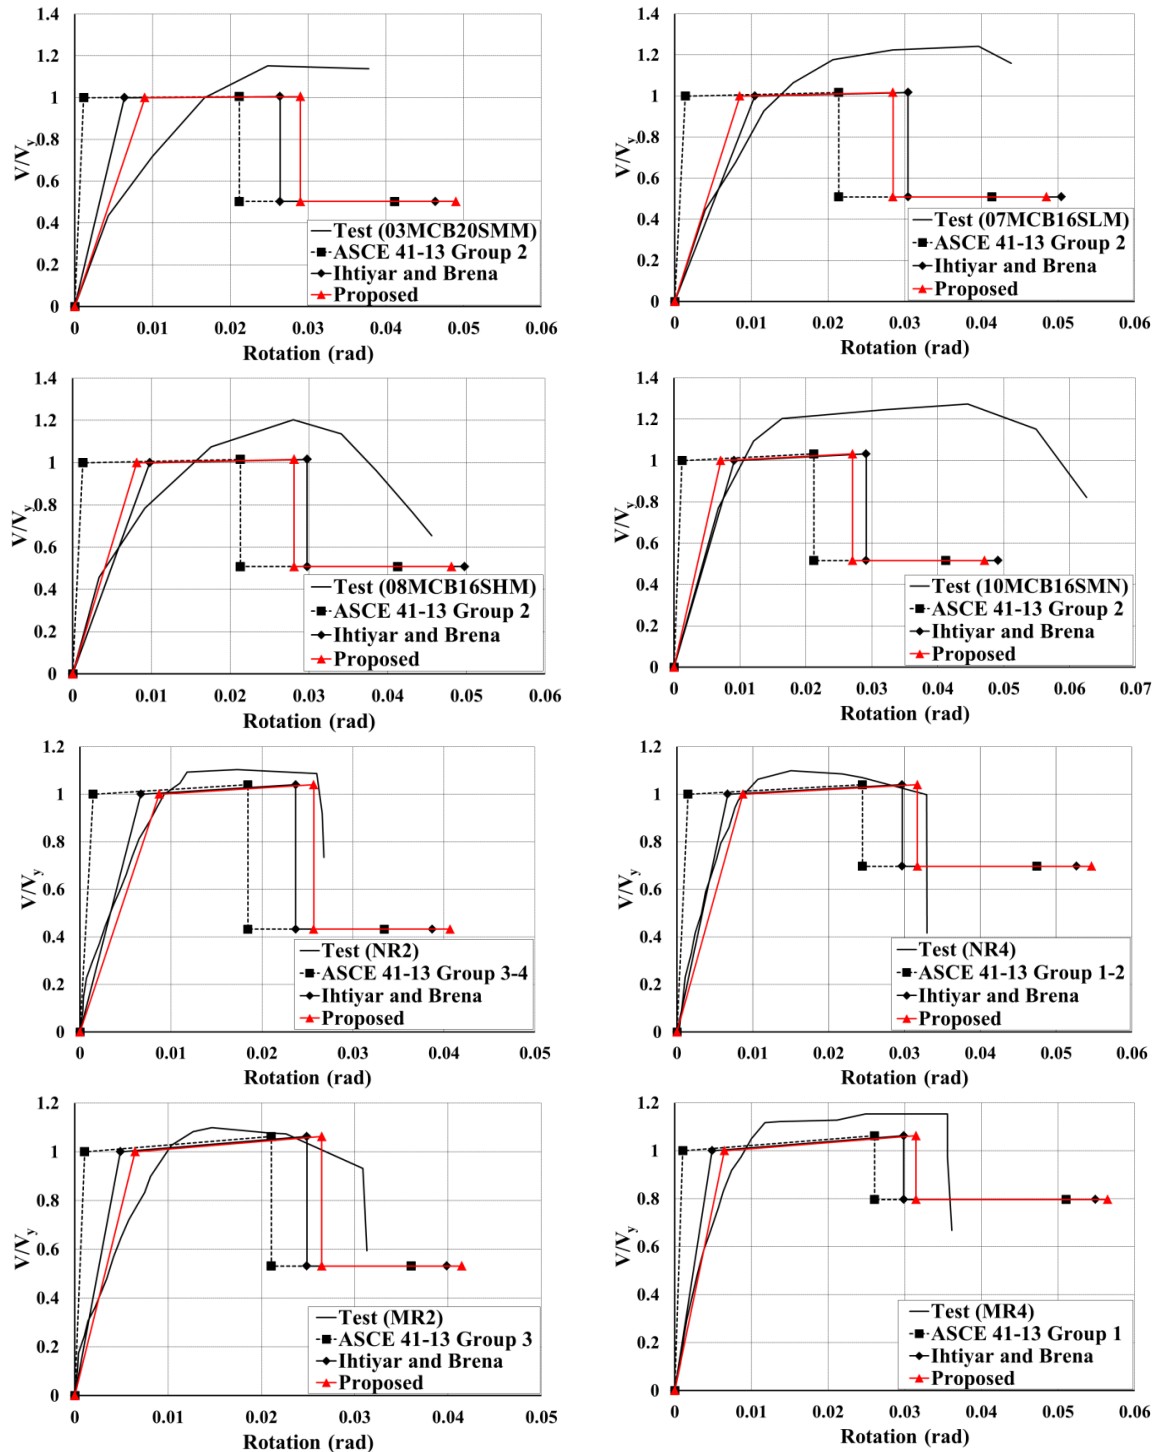 1.4
1.2
1
0.8
0.6
0.4
0.2
0
V/Vy
0 0.01 0.02 0.03 0.04 0.05 0.06
Rotation (rad)
Test (03MCB20SMM)
ASCE 41-13 Group 2
Ihtiyar and Brena
Proposed
1.4
1.2
1
0.8
0.6
0.4
0.2
0
V/Vy
0 0.01 0.02 0.03 0.04 0.05 0.06
Rotation (rad)
Test (07MCB16SLM)
ASCE 41-13 Group 2
Ihtiyar and Brena
Proposed
1.4
1.2
1
0.8
0.6
0.4
0.2
0
V/Vy
0 0.01 0.02 0.03 0.04 0.05 0.06
Rotation (rad)
Test (08MCB16SHM)
ASCE 41-13 Group 2
Ihtiyar and Brena
Proposed
1.4
1.2
1
0.8
0.6
0.4
0.2
0
V/Vy
0 0.01 0.02 0.03 0.04 0.05 0.06 0.07
Rotation (rad)
Test (10MCB16SMN)
ASCE 41-13 Group 2
Ihtiyar and Brena
Proposed
1.2
1
0.8
0.6
0.4
0.2
0
V/Vy
0 0.01 0.02 0.03 0.04 0.05
Rotation (rad)
Test (NR2)
ASCE 41-13 Group 3-4
Ihtiyar and Brena
Proposed
1.2
1
0.8
0.6
0.4
0.2
0
V/Vy
0 0.01 0.02 0.03 0.04 0.05 0.06
Rotation (rad)
Test (NR4)
ASCE 41-13 Group 1-2
Ihtiyar and Brena
Proposed
1.2
1
0.8
0.6
0.4
0.2
0
V/Vy
0 0.01 0.02 0.03 0.04 0.05
Rotation (rad)
Test (MR2)
ASCE 41-13 Group 3
Ihtiyar and Brena
Proposed
1.2
1
0.8
0.6
0.4
0.2
0
V/Vy
0 0.01 0.02 0.03 0.04 0.05 0.06
Rotation (rad)
Test (MR4)
ASCE 41-13 Group 1
Ihtiyar and Brena
Proposed